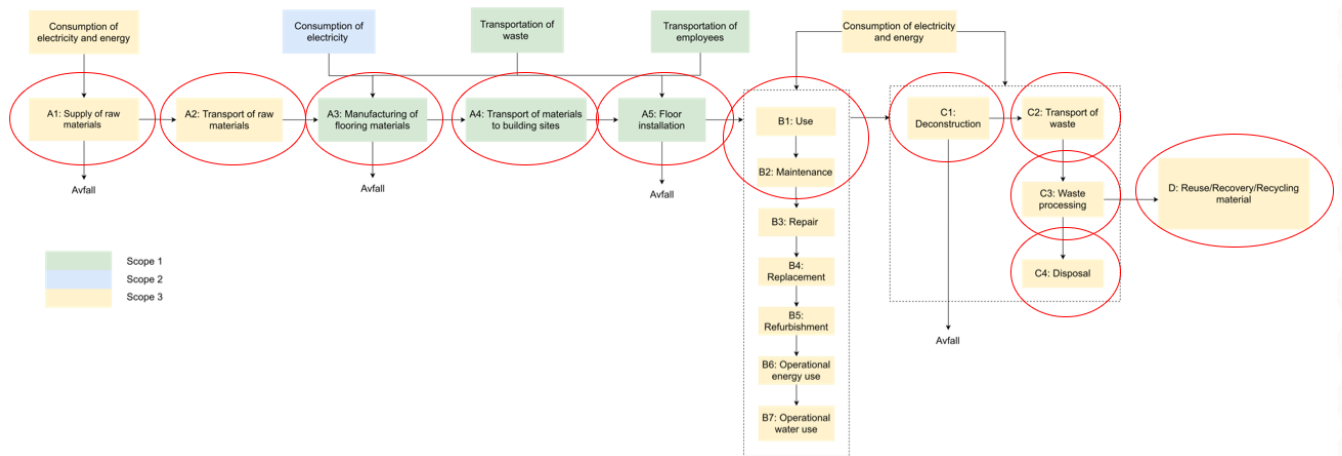 Consumption of
electricity and energy
Consumption of
electricity
Transportation of
waste
Transportation of
employees
Consumption of electricity
and energy
A1: Supply of raw
materials
A2: Transport of raw
materials
A3: Manufacturing of
flooring materials
A4: Transport of materials
to building sites
A5: Floor
installation
B1: Use
B2: Maintenance
B3: Repair
B4:
Replacement
B5:
Refurbishment
B6: Operational
energy use
B7: Operational
water use
C1:
Deconstruction
C2: Transport of
waste
C3: Waste
processing
C4: Disposal
D: Reuse/Recovery/Recycling
material
Avfall
Avfall
Avfall
Avfall
Scope 1
Scope 2
Scope 3